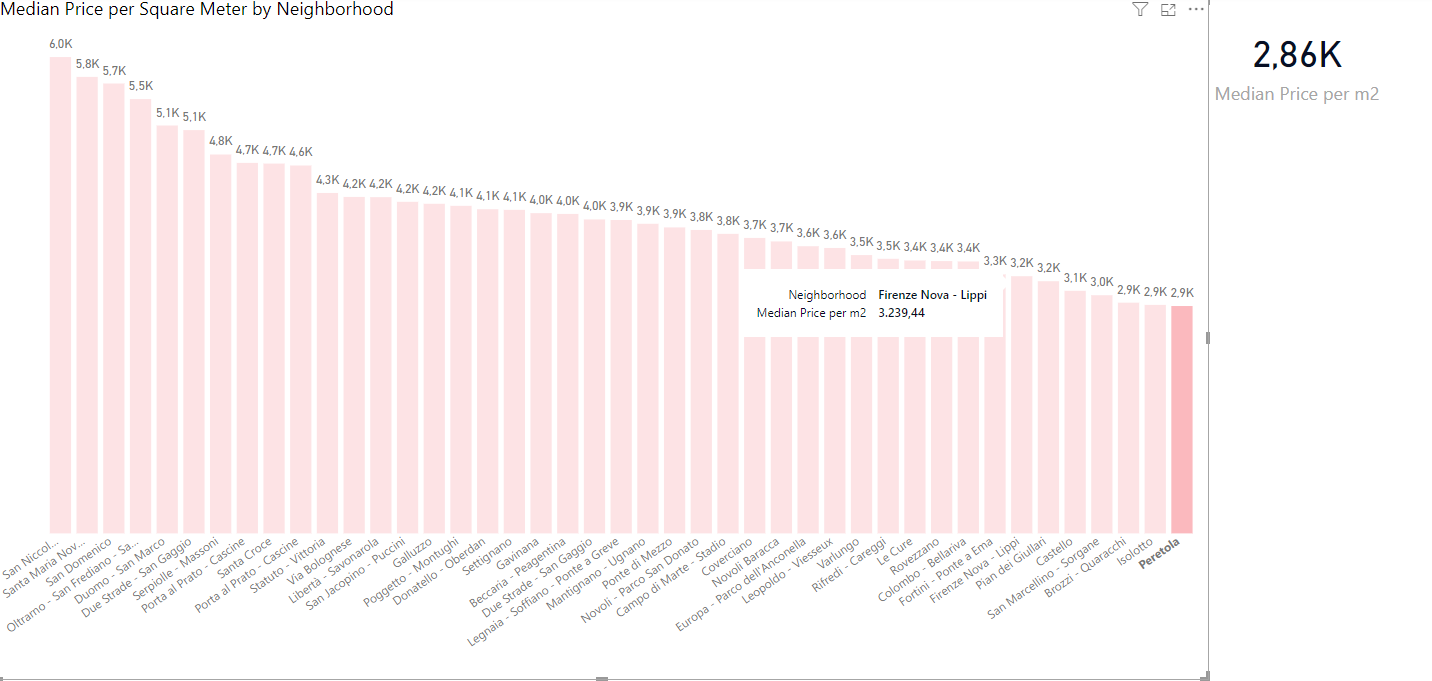 Median Price per Square Meter by Neighborhood
2,86K
Median Price per m2
6,0K
5,8K
5,7K
5,5K
5,1K
5,1K
4,8K
4,7K
4,7K
4,6K
4,3K
4,2K
4,2K
4,2K
4,2K
4,1K
4,1K
4,1K
4,0K
4,0K
4,0K
3,9K
3,9K
3,9K
3,8K
3,8K
3,7K
3,7K
3,6K
3,6K
3,5K
3,5K
3,4K
3,4K
3,4K
3,3K
3,2K
3,2K
3,1K
3,0K
2,9K
2,9K
2,9K
Neighborhood Firenze Nova - Lippi
Median Price per m2 3.239,44
San Niccol...
Santa Maria Nov...
San Domenico
Oltrarno - San Frediano - Sa...
Duomo - San Marco
Due Strade - San Gaggio
Serpiolle - Massoni
Porta al Prato - Cascine
Santa Croce
Porta al Prato - Cascine
Statuto - Vittoria
Via Bolognese
Libertà - Savonarola
San Jacopino - Puccini
Galluzzo
Poggetto - Montughi
Donatello - Oberdan
Settignano
Gavinana
Beccaria - Peagentina
Due Strade - San Gaggio
Legnaia - Soffiano - Ponte a Greve
Mantignano - Ugnano
Ponte di Mezzo
Novoli - Parco San Donato
Campo di Marte - Stadio
Coverciano
Novoli Baracca
Europa - Parco dell'Anconella
Leopoldo - Viesseux
Varlungo
Rifredi - Careggi
Le Cure
Rovezzano
Colombo - Bellariva
Fortini - Ponte a Ema
Firenze Nova - Lippi
Pian dei Giullari
Castello
San Marcellino - Sorgane
Brozzi - Quaracchi
Isolotto
Peretola